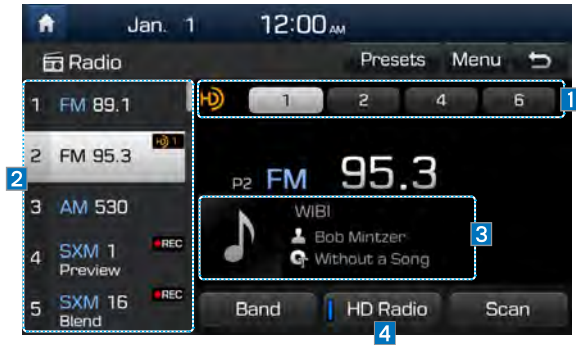 Jan. 1 12:00 AM
Radio Presets Menu
HD 1 2 4 6 1
1 FM 89.1
2 FM 95.3 HD 1
2
P2 FM 95.3
3 AM 530
WIBI
Bob Mintzer
Without a Song
3
4 SXM 1 REC
Preview
5 SXM 16 REC
Blend
Band HD Radio Scan
4